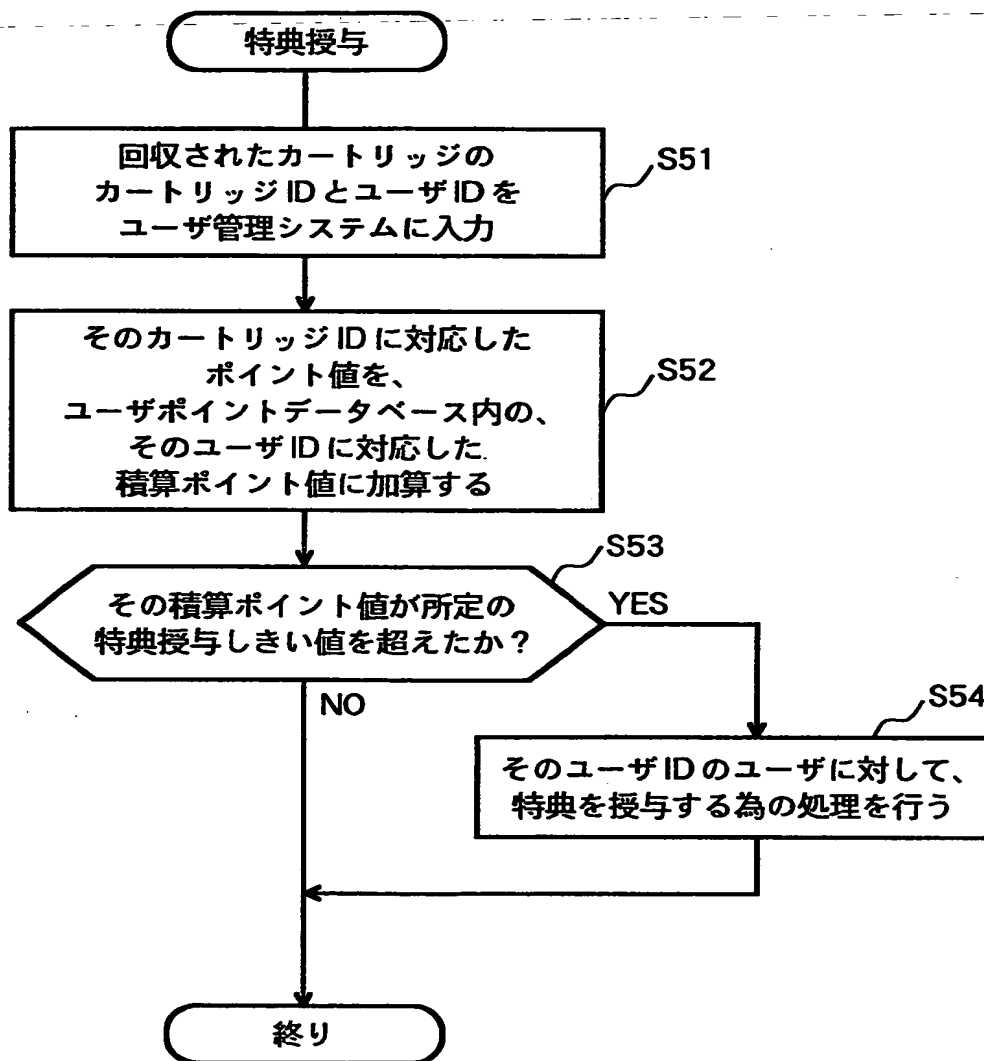 特典授与
回収されたカートリッジの
カートリッジIDとユーザIDを
ユーザ管理システムに入力
S51
そのカートリッジIDに対応した
ポイント値を、
ユーザポイントデータベース内の、
そのユーザIDに対応した
積算ポイント値に加算する
S52
その積算ポイント値が所定の
特典授与しきい値を超えたか？
S53
YES
NO
S54
そのユーザIDのユーザに対して、
特典を授与する為の処理を行う
終り